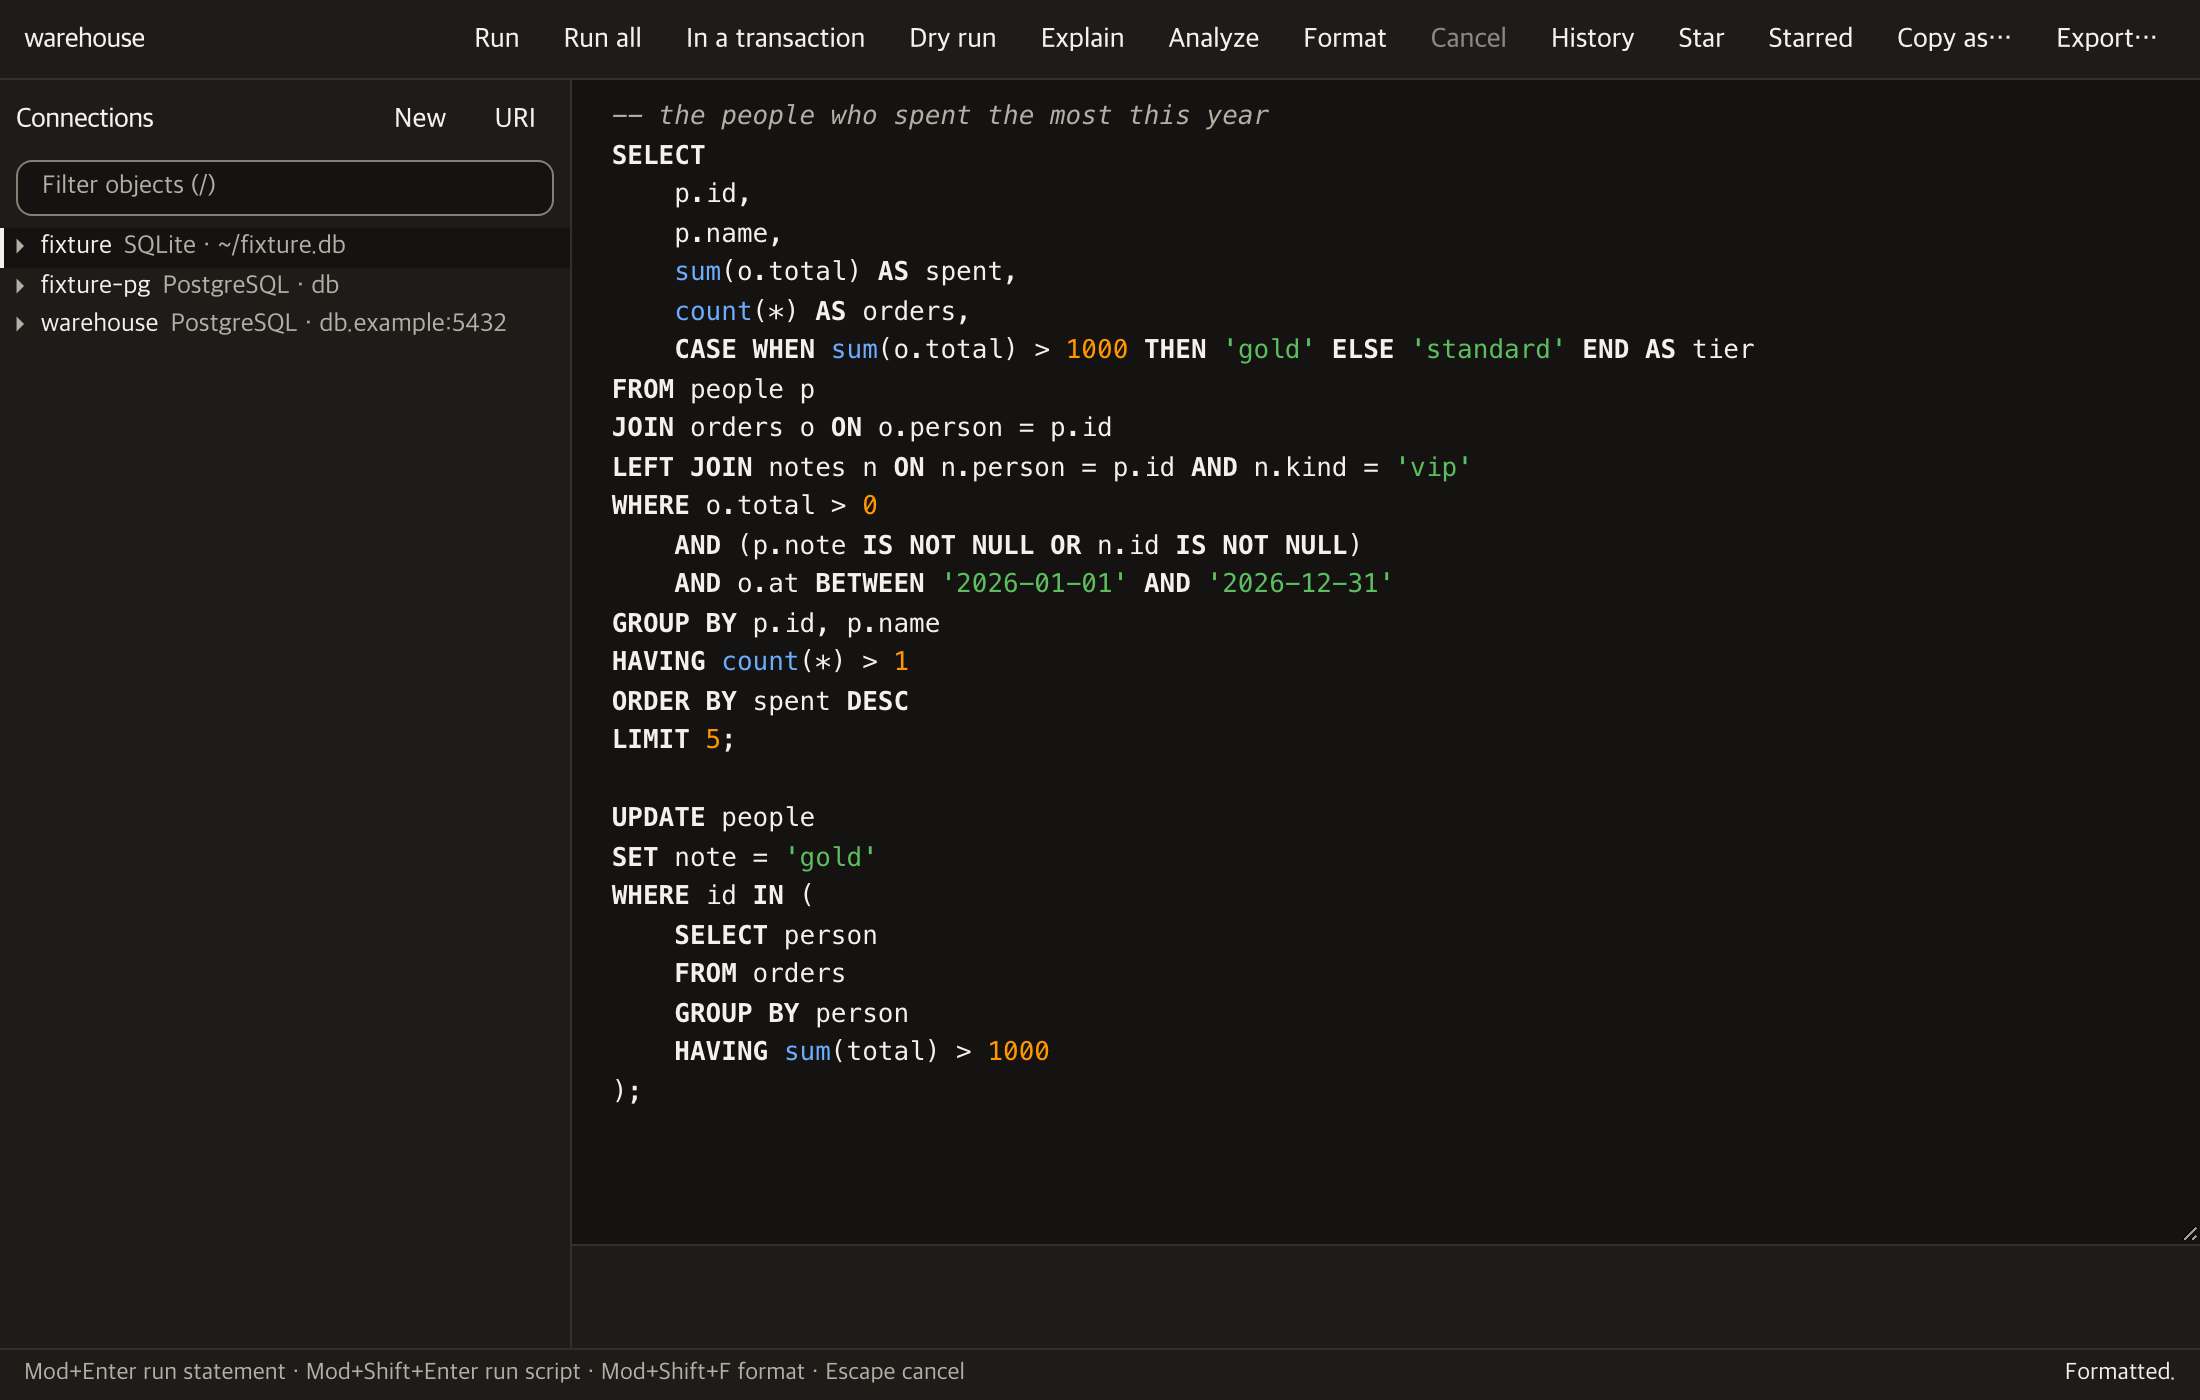 warehouse Run Run all In a transaction Dry run Explain Analyze Format Cancel History Star Starred Copy as··· Export···
Connections New URI
Filter objects (/)
fixture SQLite · ~/fixture.db
fixture-pg PostgreSQL · db
warehouse PostgreSQL · db.example:5432
-- the people who spent the most this year
SELECT
    p.id,
    p.name,
    sum(o.total) AS spent,
    count(*) AS orders,
    CASE WHEN sum(o.total) > 1000 THEN 'gold' ELSE 'standard' END AS tier
FROM people p
JOIN orders o ON o.person = p.id
LEFT JOIN notes n ON n.person = p.id AND n.kind = 'vip'
WHERE o.total > 0
    AND (p.note IS NOT NULL OR n.id IS NOT NULL)
    AND o.at BETWEEN '2026-01-01' AND '2026-12-31'
GROUP BY p.id, p.name
HAVING count(*) > 1
ORDER BY spent DESC
LIMIT 5;

UPDATE people
SET note = 'gold'
WHERE id IN (
    SELECT person
    FROM orders
    GROUP BY person
    HAVING sum(total) > 1000
);
Mod+Enter run statement · Mod+Shift+Enter run script · Mod+Shift+F format · Escape cancel Formatted.